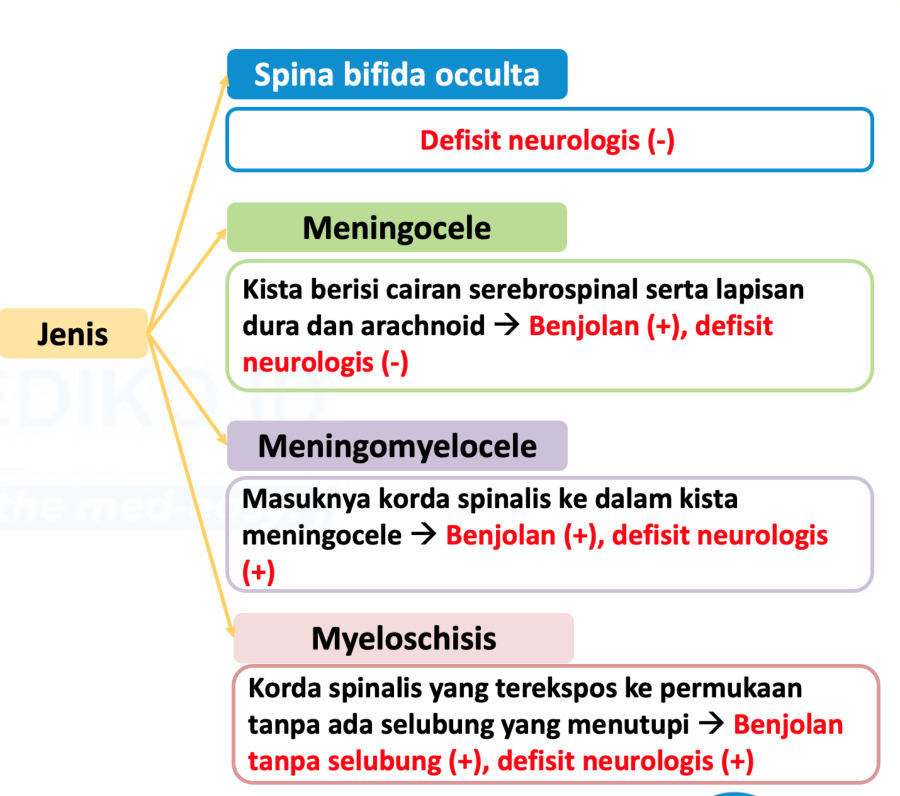 Spina bifida occulta
Defisit neurologis (-)
Meningocele
Kista berisi cairan serebrospinal serta lapisan
dura dan arachnoid → Benjolan (+), defisit
neurologis (-)
Jenis
Meningomyelocele
Masuknya korda spinalis ke dalam kista
meningocele → Benjolan (+), defisit neurologis
(+)
Myeloschisis
Korda spinalis yang terekspos ke permukaan
tanpa ada selubung yang menutupi → Benjolan
tanpa selubung (+), defisit neurologis (+)